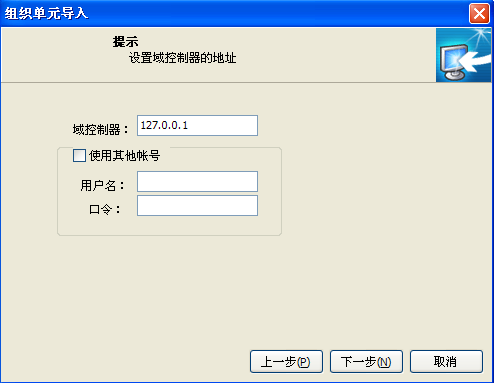 组织单元导入
提示
设置域控制器的地址
域控制器： 127.0.0.1
使用其他帐号
用户名：
口令：
上一步(P) 下一步(N) 取消